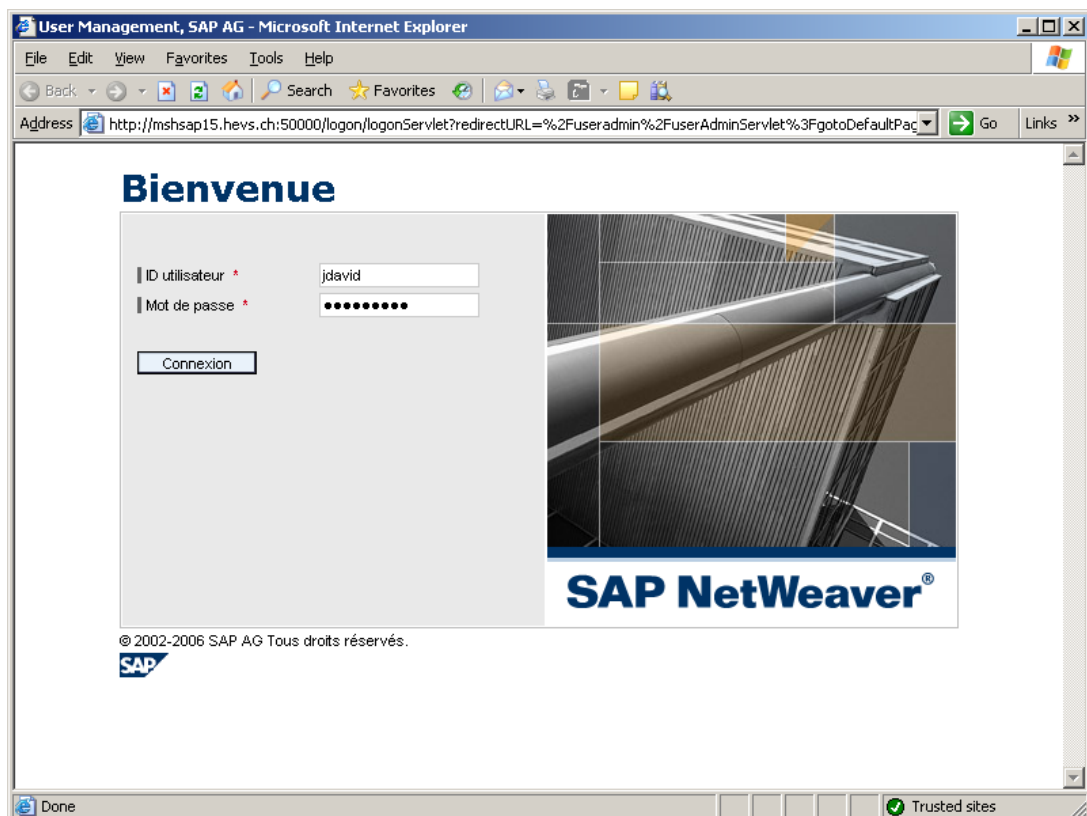 User Management, SAP AG - Microsoft Internet Explorer
File Edit View Favorites Tools Help
Back Search Favorites
Address http://mshsap15.hevs.ch:50000/logon/logonServlet?redirectURL=%2Fuseradmin%2FuserAdminServlet%3FgotoDefaultPag Go Links »
Bienvenue
ID utilisateur * jdavid
Mot de passe * ●●●●●●●●●
Connexion
SAP NetWeaver®
© 2002-2006 SAP AG Tous droits réservés.
SAP
Done Trusted sites